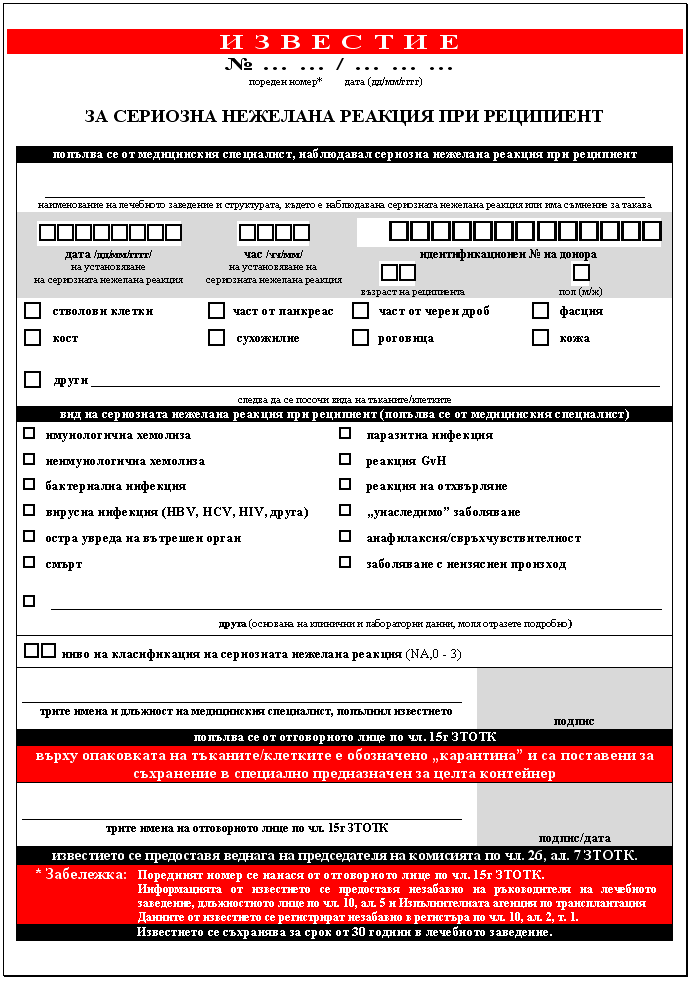 ИЗВЕСТИЕ
№ ... ... / ... ... ...
пореден номер* дата (дд/мм/гггг)
ЗА СЕРИОЗНА НЕЖЕЛАНА РЕАКЦИЯ ПРИ РЕЦИПИЕНТ
попълва се от медицинския специалист, наблюдавал сериозна нежелана реакция при реципиент
наименование на лечебното заведение и структурата, където е наблюдавана сериозната нежелана реакция или има съмнение за такава
дата /дд/мм/гггг/ час /чч/мм/ идентификационен № на донора
на установяване на установяване на
на сериозната нежелана реакция сериозната нежелана реакция
възраст на реципиента пол (м/ж)
стволови клетки част от панкреас част от черен дроб фасция
кост сухожилие роговица кожа
други
следва да се посочи вида на тъканите/клетките
вид на сериозната нежелана реакция при реципиент (попълва се от медицинския специалист)
имунологична хемолиза паразитна инфекция
неимунологична хемолиза реакция GvH
бактериална инфекция реакция на отхвърляне
вирусна инфекция (HBV, HCV, HIV, друга) „унаследимо” заболяване
остра увреда на вътрешен орган анафилаксия/свръхчувствителност
смърт заболяване с неизяснен произход
друга (основана на клинични и лабораторни данни, моля отразете подробно)
ниво на класификация на сериозната нежелана реакция (NA,0 - 3)
трите имена и длъжност на медицинския специалист, попълнил известието
подпис
попълва се от отговорното лице по чл. 15г ЗТОТК
върху опаковката на тъканите/клетките е обозначено „карантина” и са поставени за
съхранение в специално предназначен за целта контейнер
трите имена на отговорното лице по чл. 15г ЗТОТК
подпис/дата
известието се предоставя веднага на председателя на комисията по чл. 2б, ал. 7 ЗТОТК.
* Забележка: Поредният номер се нанася от отговорното лице по чл. 15г ЗТОТК.
Информацията от известието се предоставя незабавно на ръководителя на лечебното
заведение, длъжностното лице по чл. 10, ал. 5 и Изпълнителната агенция по трансплантация
Данните от известието се регистрират незабавно в регистъра по чл. 10, ал. 2, т. 1.
Известието се съхранява за срок от 30 години в лечебното заведение.